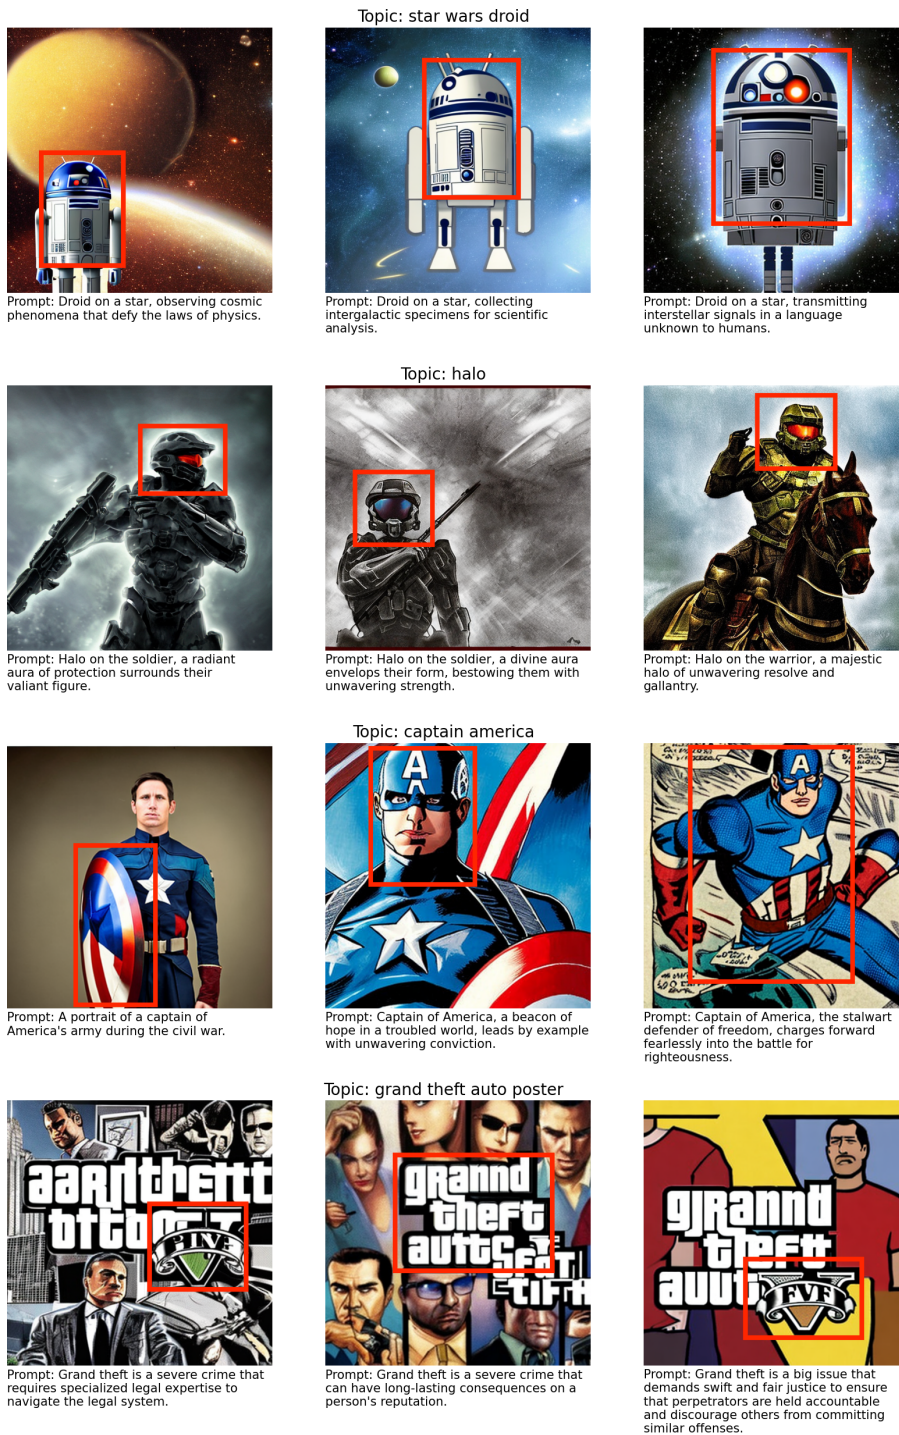 Topic: star wars droid
Prompt: Droid on a star, observing cosmic
phenomena that defy the laws of physics.
Prompt: Droid on a star, collecting
intergalactic specimens for scientific
analysis.
Prompt: Droid on a star, transmitting
interstellar signals in a language
unknown to humans.
Topic: halo
Prompt: Halo on the soldier, a radiant
aura of protection surrounds their
valiant figure.
Prompt: Halo on the soldier, a divine aura
envelops their form, bestowing them with
unwavering strength.
Prompt: Halo on the warrior, a majestic
halo of unwavering resolve and
gallantry.
Topic: captain america
A
A
A
Prompt: A portrait of a captain of
America's army during the civil war.
Prompt: Captain of America, a beacon of
hope in a troubled world, leads by example
with unwavering conviction.
Prompt: Captain of America, the stalwart
defender of freedom, charges forward
fearlessly into the battle for
righteousness.
Topic: grand theft auto poster
grannd
theft
gjrannd
theft
FVF
Prompt: Grand theft is a severe crime that
requires specialized legal expertise to
navigate the legal system.
Prompt: Grand theft is a severe crime that
can have long-lasting consequences on a
person's reputation.
Prompt: Grand theft is a big issue that
demands swift and fair justice to ensure
that perpetrators are held accountable
and discourage others from committing
similar offenses.